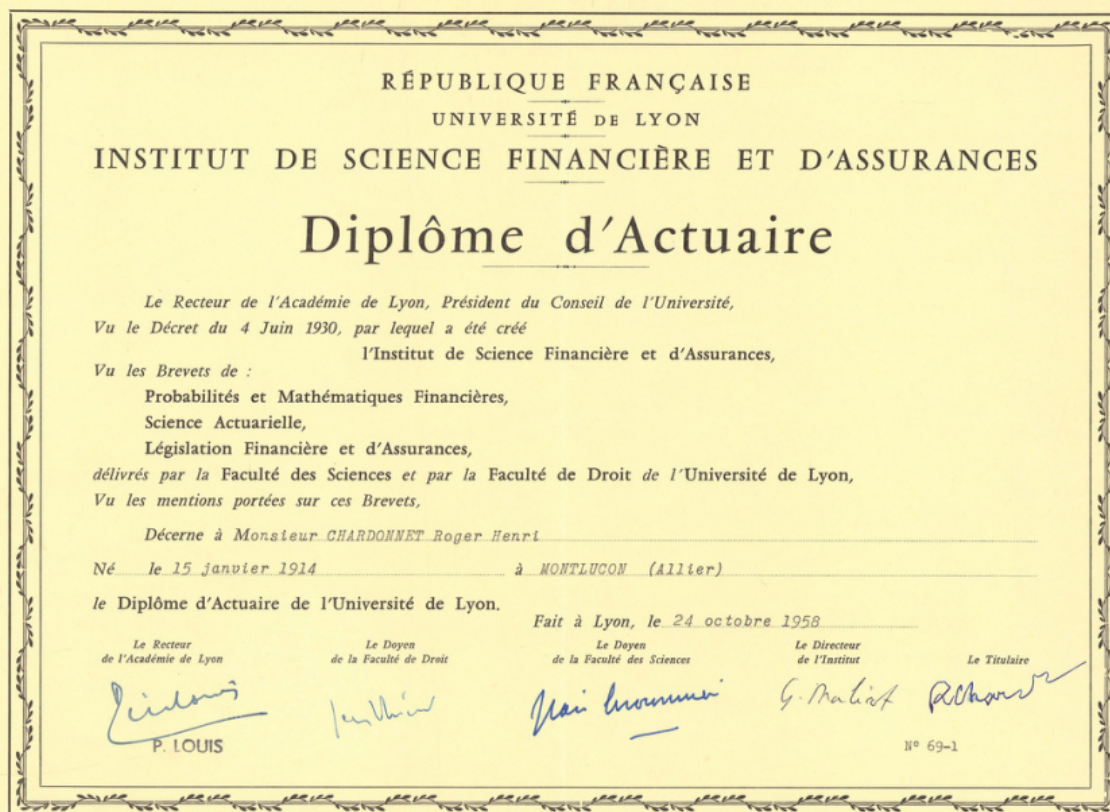 RÉPUBLIQUE FRANÇAISE
UNIVERSITÉ DE LYON
INSTITUT DE SCIENCE FINANCIÈRE ET D'ASSURANCES
Diplôme d'Actuaire
Le Recteur de l'Académie de Lyon, Président du Conseil de l'Université,
Vu le Décret du 4 Juin 1930, par lequel a été créé
l'Institut de Science Financière et d'Assurances,
Vu les Brevets de :
Probabilités et Mathématiques Financières,
Science Actuarielle,
Législation Financière et d'Assurances,
délivrés par la Faculté des Sciences et par la Faculté de Droit de l'Université de Lyon,
Vu les mentions portées sur ces Brevets,
Décerne à Monsieur CHARDONNET Roger Henri
Né le 15 janvier 1914 à MONTLUCON (Allier)
le Diplôme d'Actuaire de l'Université de Lyon.
Fait à Lyon, le 24 octobre 1958
Le Recteur
de l'Académie de Lyon
Le Doyen
de la Faculté de Droit
Le Doyen
de la Faculté des Sciences
Le Directeur
de l'Institut
Le Titulaire
P. LOUIS
N° 69-1